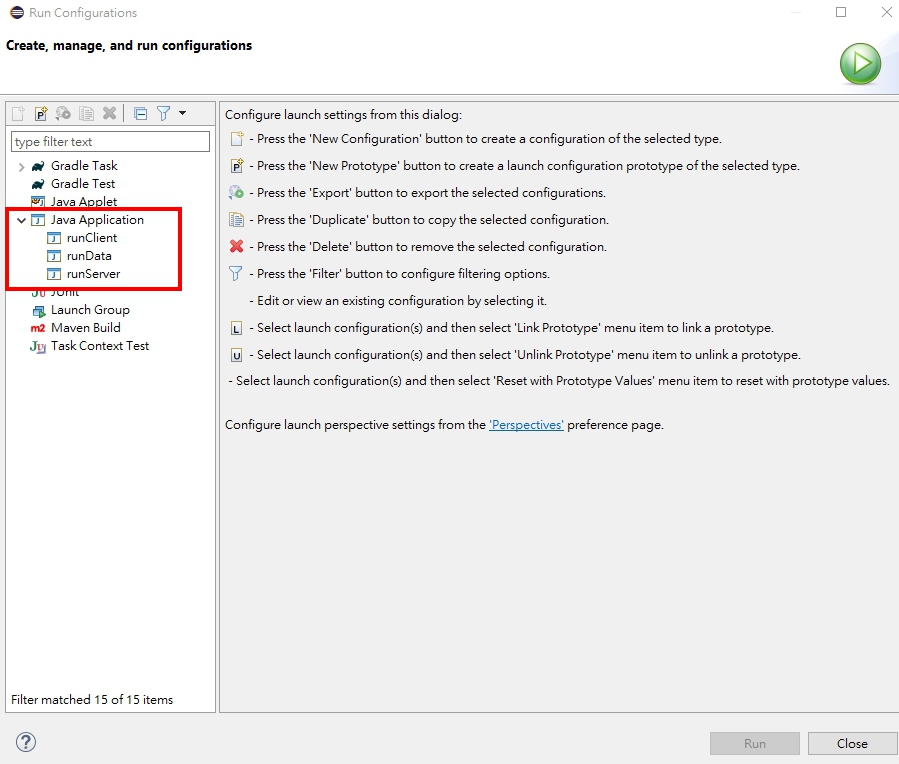 Run Configurations
Create, manage, and run configurations
type filter text
Gradle Task
Gradle Test
Java Applet
Java Application
runClient
runData
runServer
JUnit
Launch Group
Maven Build
Task Context Test
Filter matched 15 of 15 items
Configure launch settings from this dialog:
- Press the 'New Configuration' button to create a configuration of the selected type.
- Press the 'New Prototype' button to create a launch configuration prototype of the selected type.
- Press the 'Export' button to export the selected configurations.
- Press the 'Duplicate' button to copy the selected configuration.
- Press the 'Delete' button to remove the selected configuration.
- Press the 'Filter' button to configure filtering options.
- Edit or view an existing configuration by selecting it.
- Select launch configuration(s) and then select 'Link Prototype' menu item to link a prototype.
- Select launch configuration(s) and then select 'Unlink Prototype' menu item to unlink a prototype.
- Select launch configuration(s) and then select 'Reset with Prototype Values' menu item to reset with prototype values.
Configure launch perspective settings from the 'Perspectives' preference page.
Run
Close